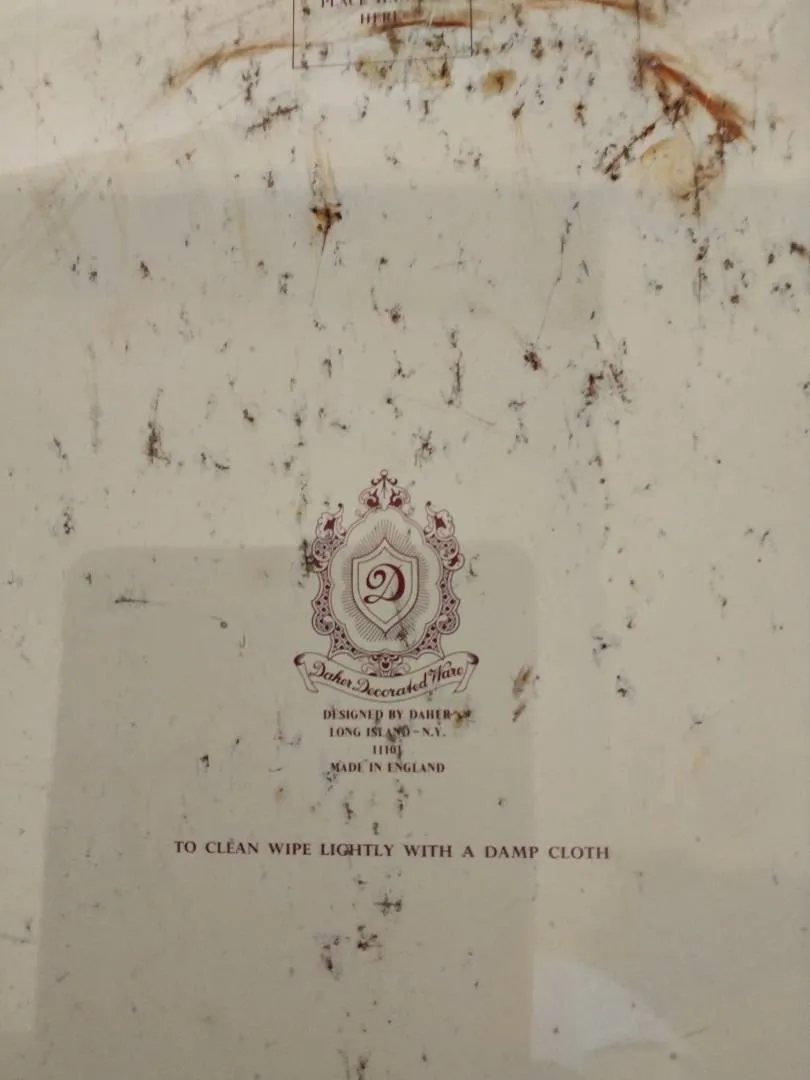 PLACE
HERE
D
Daher Decorated Ware
DESIGNED BY DAHER
LONG ISLAND - N.Y.
11101
MADE IN ENGLAND
TO CLEAN WIPE LIGHTLY WITH A DAMP CLOTH